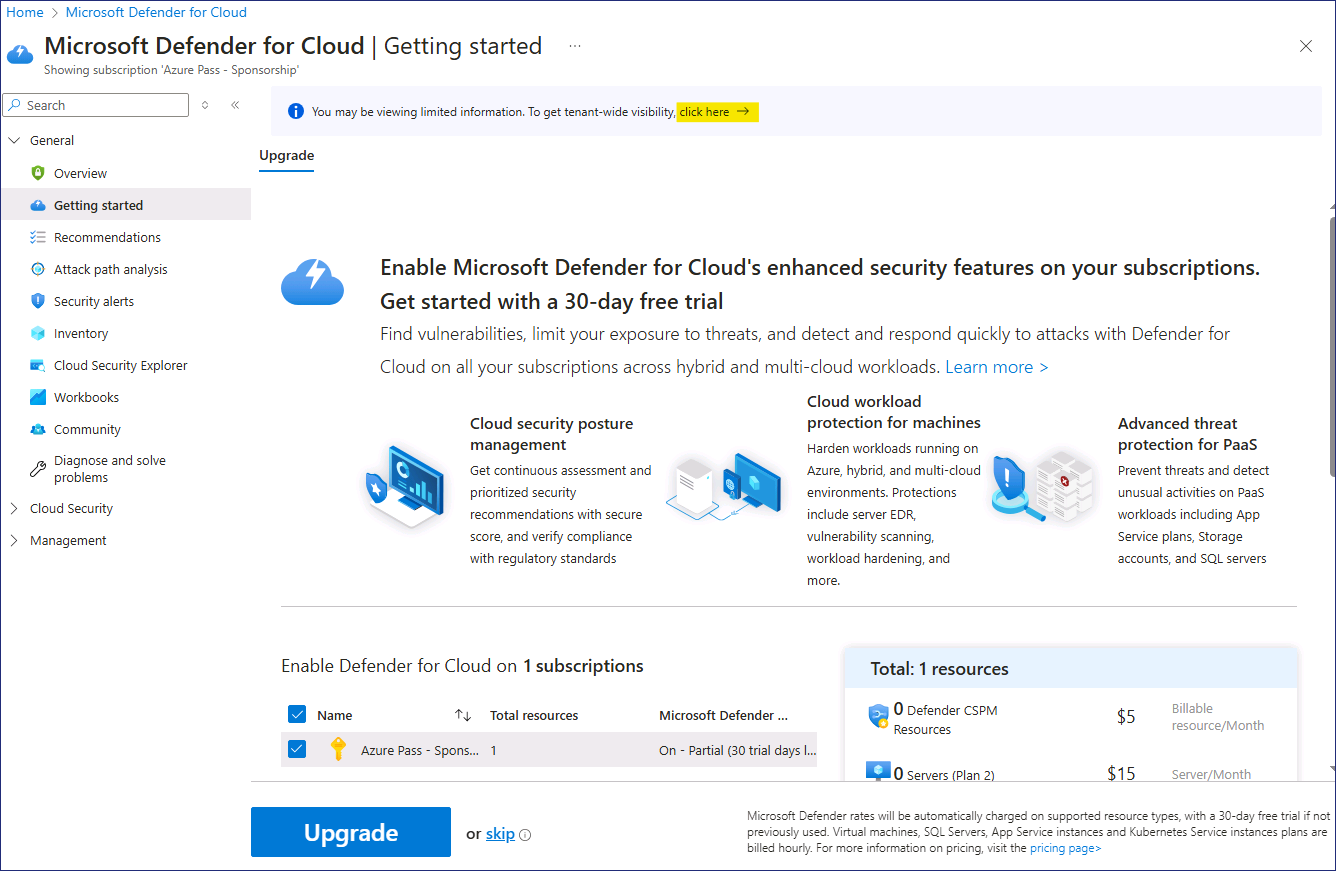 Home > Microsoft Defender for Cloud
Microsoft Defender for Cloud | Getting started ...
Showing subscription 'Azure Pass - Sponsorship'
Search
General
Overview
Getting started
Recommendations
Attack path analysis
Security alerts
Inventory
Cloud Security Explorer
Workbooks
Community
Diagnose and solve
problems
Cloud Security
Management
You may be viewing limited information. To get tenant-wide visibility, click here →
Upgrade
Enable Microsoft Defender for Cloud's enhanced security features on your subscriptions.
Get started with a 30-day free trial
Find vulnerabilities, limit your exposure to threats, and detect and respond quickly to attacks with Defender for
Cloud on all your subscriptions across hybrid and multi-cloud workloads. Learn more >
Cloud security posture
management
Get continuous assessment and
prioritized security
recommendations with secure
score, and verify compliance
with regulatory standards
Cloud workload
protection for machines
Harden workloads running on
Azure, hybrid, and multi-cloud
environments. Protections
include server EDR,
vulnerability scanning,
workload hardening, and
more.
Advanced threat
protection for PaaS
Prevent threats and detect
unusual activities on PaaS
workloads including App
Service plans, Storage
accounts, and SQL servers
Enable Defender for Cloud on 1 subscriptions
Name Total resources Microsoft Defender ...
Azure Pass - Spons... 1 On - Partial (30 trial days l...
Total: 1 resources
0 Defender CSPM
Resources
$5
Billable
resource/Month
0 Servers (Plan 2) $15 Server/Month
Upgrade or skip
Microsoft Defender rates will be automatically charged on supported resource types, with a 30-day free trial if not
previously used. Virtual machines, SQL Servers, App Service instances and Kubernetes Service instances plans are
billed hourly. For more information on pricing, visit the pricing page>